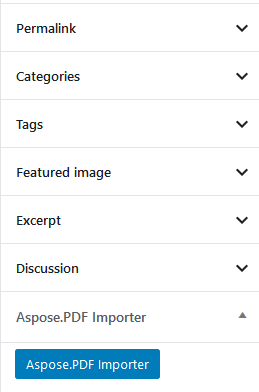 Permalink
Categories
Tags
Featured image
Excerpt
Discussion
Aspose.PDF Importer
Aspose.PDF Importer